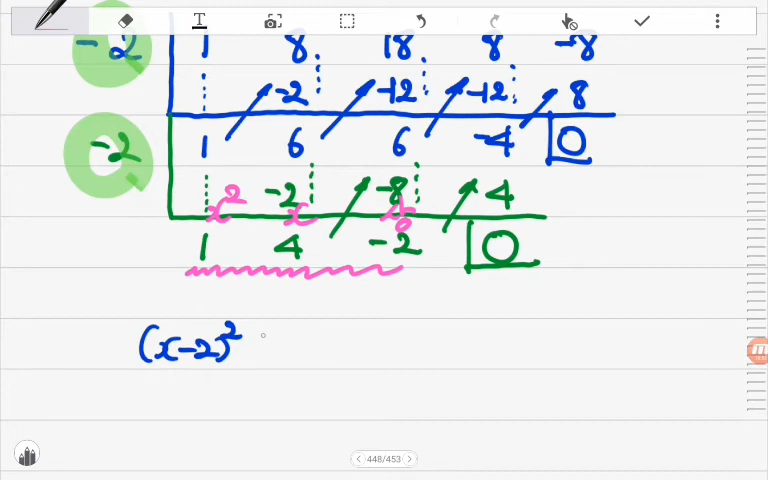 -2 1 8 18 8 -8
-2 -12 -12 8
-2 1 6 6 -4 0
-2 -8 4
x² x
1 4 -2 0
(x-2)²
448/453